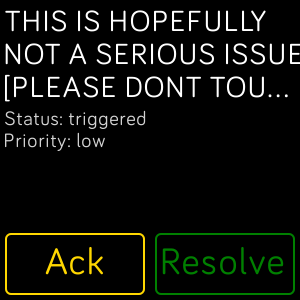 THIS IS HOPEFULLY
NOT A SERIOUS ISSUE
[PLEASE DONT TOU...
Status: triggered
Priority: low
Ack
Resolve